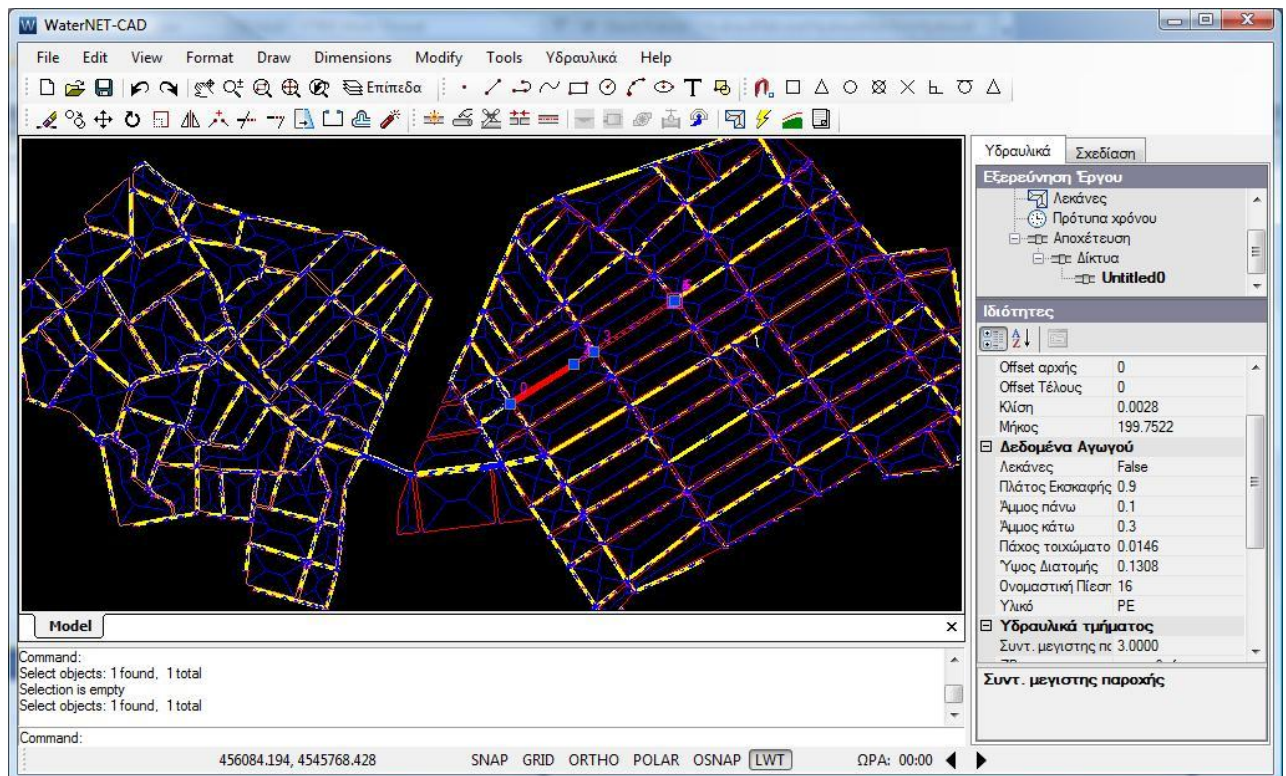 WaterNET-CAD
File Edit View Format Draw Dimensions Modify Tools Υδραυλικά Help
Επίπεδα
Υδραυλικά Σχεδίαση
Εξερεύνηση Έργου
Λεκάνες
Πρότυπα χρόνου
Αποχέτευση
Δίκτυα
Untitled0
Ιδιότητες
Offset αρχής 0
Offset Τέλους 0
Κλίση 0.0028
Μήκος 199.7522
Δεδομένα Αγωγού
Λεκάνες False
Πλάτος Εκσκαφής 0.9
Άμμος πάνω 0.1
Άμμος κάτω 0.3
Πάχος τοιχώματο 0.0146
Ύψος Διατομής 0.1308
Ονομαστική Πίεση 16
Υλικό PE
Υδραυλικά τμήματος
Συντ. μεγιστης πα 3.0000
Συντ. μεγιστης παροχής
Model
Command:
Select objects: 1 found, 1 total
Selection is empty
Select objects: 1 found, 1 total
Command:
456084.194, 4545768.428 SNAP GRID ORTHO POLAR OSNAP LWT ΩΡΑ: 00:00